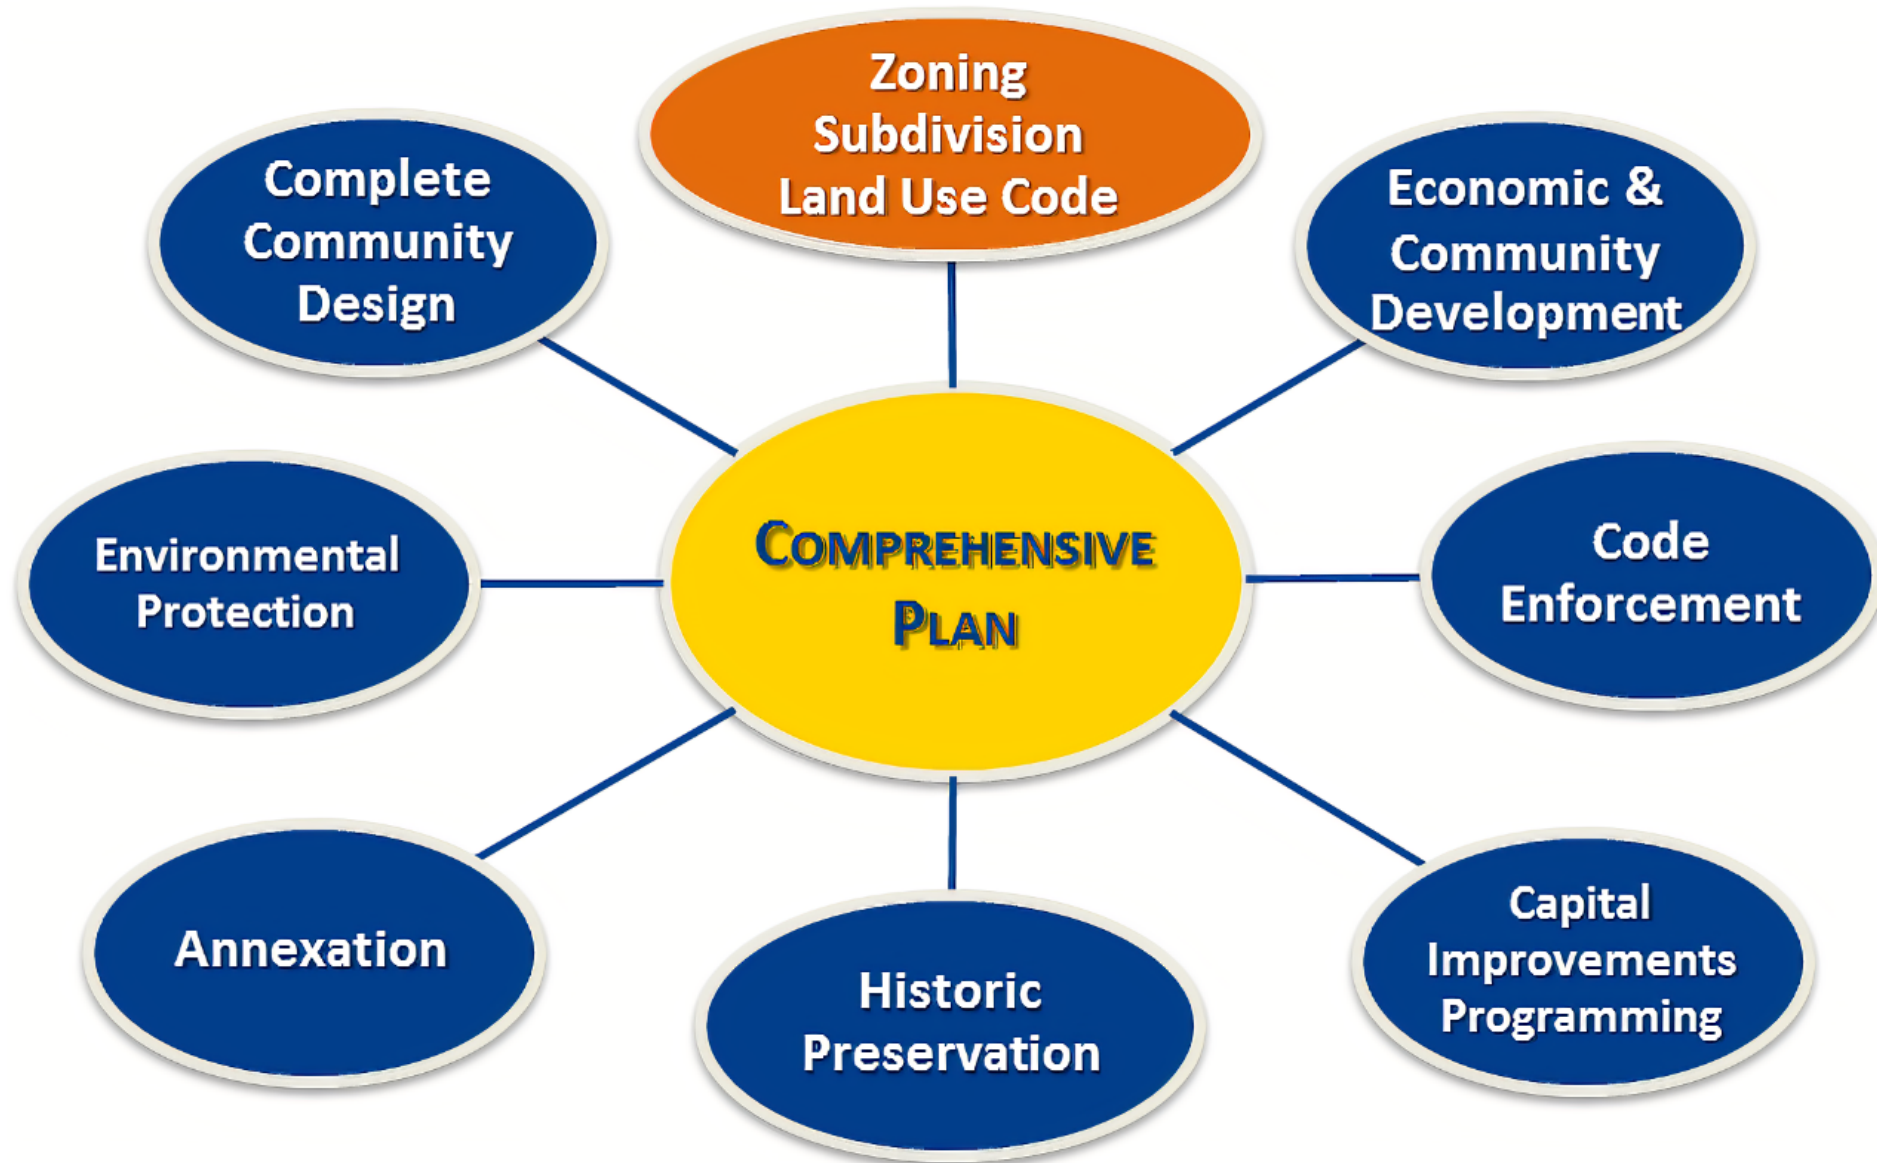 Zoning
Subdivision
Land Use Code
Complete
Community
Design
Economic &
Community
Development
Environmental
Protection
COMPREHENSIVE
PLAN
Code
Enforcement
Annexation
Historic
Preservation
Capital
Improvements
Programming